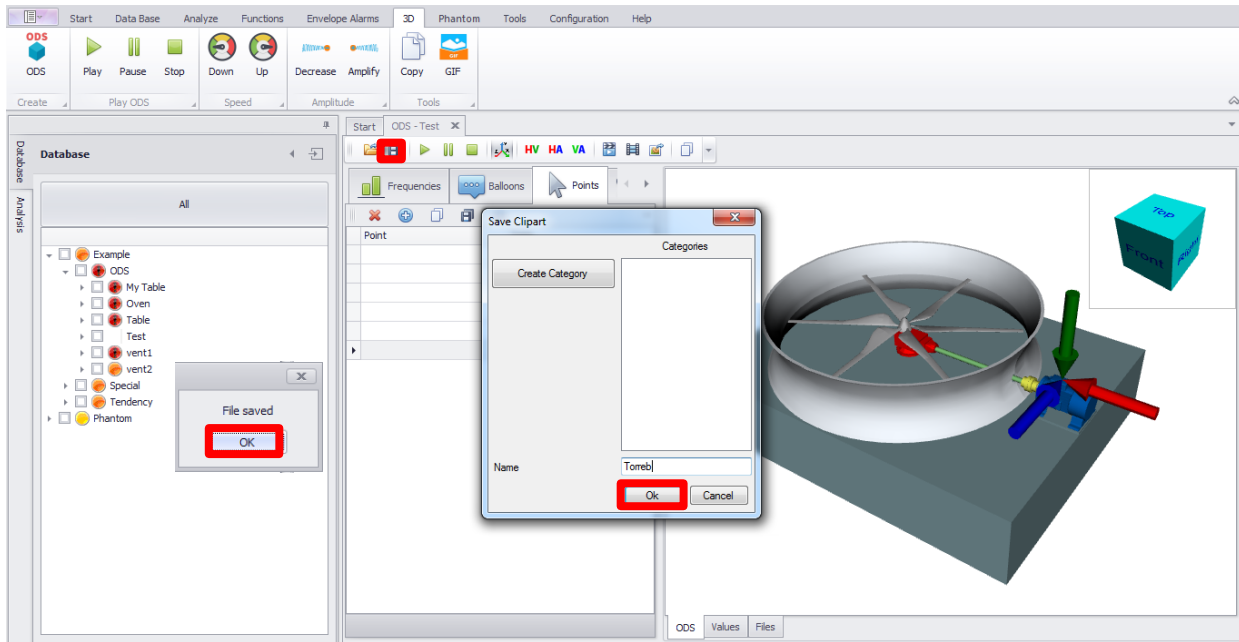 Start Data Base Analyze Functions Envelope Alarms 3D Phantom Tools Configuration Help
ODS
ODS Play Pause Stop Down Up Decrease Amplify Copy GIF
GIF
Create Play ODS Speed Amplitude Tools
Database
Analysis
Database
All
Example
ODS
My Table
Oven
Table
Test
vent1
vent2
Special
Tendency
Phantom
File saved
OK
Start ODS - Test
HV HA VA
Frequencies Balloons Points
Point
Save Clipart
Categories
Create Category
Name Torreb
Ok Cancel
Top
Front Right
ODS Values Files